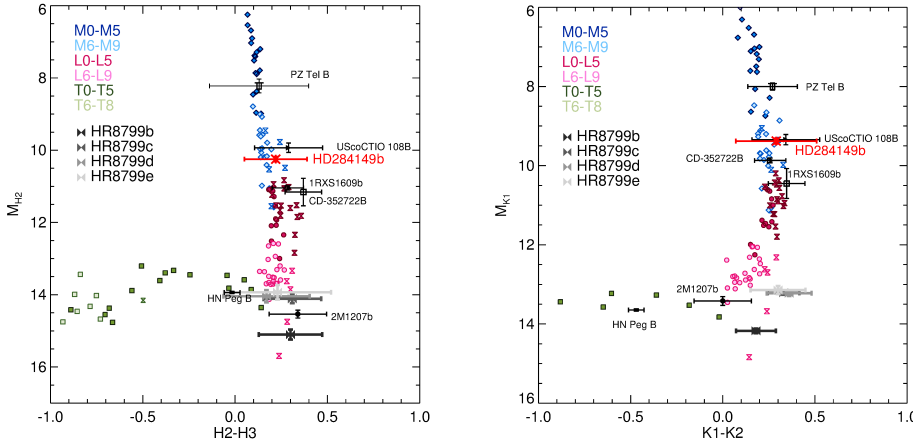 6
8
10
12
14
16
M_H2
-1.0
-0.5
0.0
0.5
1.0
H2-H3
M0-M5
M6-M9
L0-L5
L6-L9
T0-T5
T6-T8
HR8799b
HR8799c
HR8799d
HR8799e
PZ Tel B
UScoCTIO 108B
HD284149b
1RXS1609b
CD-352722B
HN Peg B
2M1207b
6
8
10
12
14
16
M_K1
-1.0
-0.5
0.0
0.5
1.0
K1-K2
M0-M5
M6-M9
L0-L5
L6-L9
T0-T5
T6-T8
HR8799b
HR8799c
HR8799d
HR8799e
PZ Tel B
UScoCTIO 108B
HD284149b
CD-352722B
1RXS1609b
2M1207b
HN Peg B